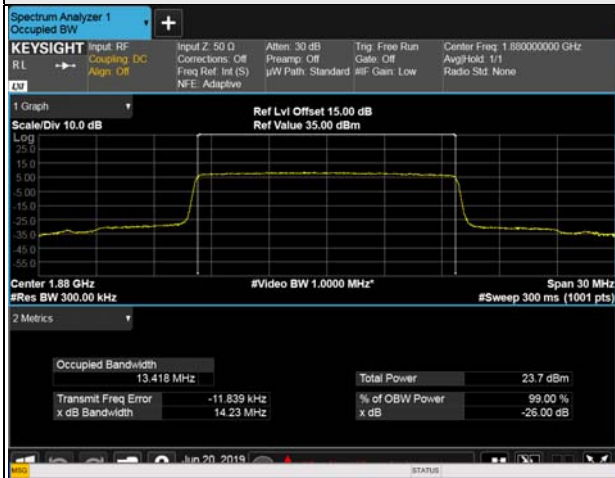 Spectrum Analyzer 1
Occupied BW
+
KEYSIGHT Input: RF Input Z: 50 Ω Atten: 30 dB Trig: Free Run Center Freq: 1.880000000 GHz
RL Coupling: DC Corrections: Off Preamp: Off Gate: Off Avg|Hold: 1/1
Align: Off Freq Ref: Int (S) µW Path: Standard #IF Gain: Low Radio Std: None
NFE: Adaptive
LXI
1 Graph
Ref Lvl Offset 15.00 dB
Scale/Div 10.0 dB Ref Value 35.00 dBm
Log
25.0
15.0
5.00
-5.00
-15.0
-25.0
-35.0
-45.0
-55.0
Center 1.88 GHz #Video BW 1.0000 MHz* Span 30 MHz
#Res BW 300.00 kHz #Sweep 300 ms (1001 pts)
2 Metrics
Occupied Bandwidth
13.418 MHz Total Power 23.7 dBm
Transmit Freq Error -11.839 kHz % of OBW Power 99.00 %
x dB Bandwidth 14.23 MHz x dB -26.00 dB
Jun 20, 2019
MSG STATUS